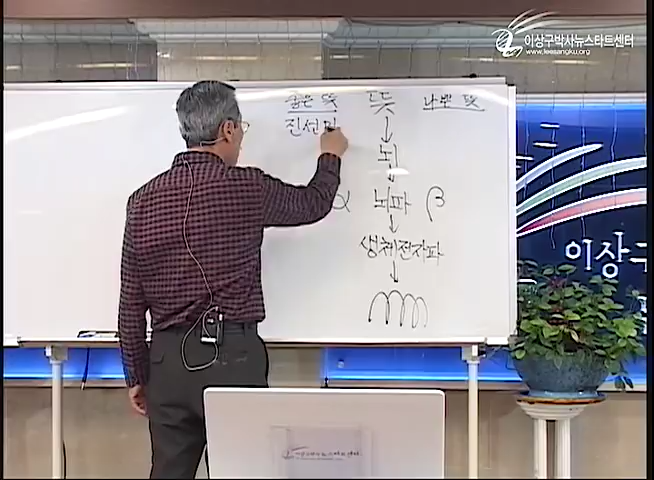 이상구박사뉴스타트센터
www.leesangku.org
좋은 뜻 뜻 나쁜 뜻
진선미
뇌
α 뇌파 β
생체전자파
이상구